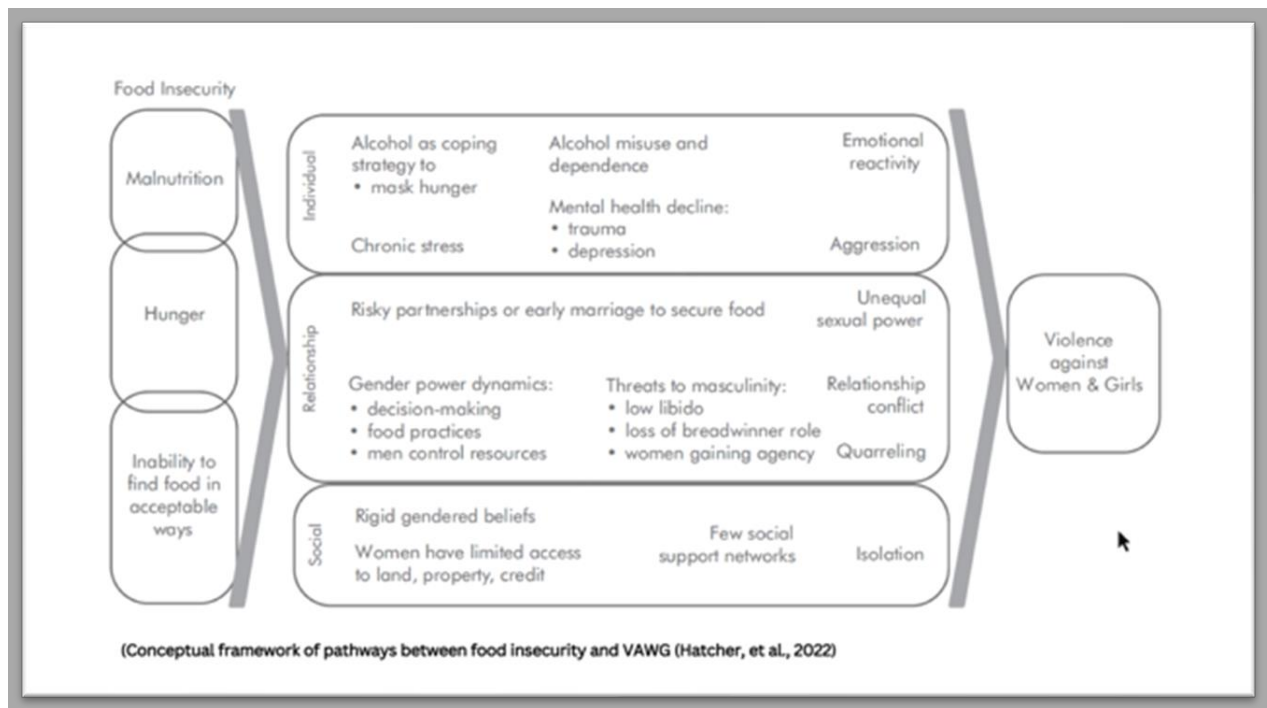 Food Insecurity
Malnutrition
Hunger
Inability to
find food in
acceptable
ways
Individual
Alcohol as coping
strategy to
• mask hunger
Chronic stress
Alcohol misuse and
dependence
Mental health decline:
• trauma
• depression
Emotional
reactivity
Aggression
Relationship
Risky partnerships or early marriage to secure food
Unequal
sexual power
Gender power dynamics:
• decision-making
• food practices
• men control resources
Threats to masculinity:
• low libido
• loss of breadwinner role
• women gaining agency
Relationship
conflict
Quarreling
Social
Rigid gendered beliefs
Women have limited access
to land, property, credit
Few social
support networks
Isolation
Violence
against
Women & Girls
(Conceptual framework of pathways between food insecurity and VAWG (Hatcher, et al., 2022)